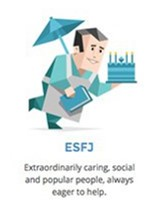 ESFJ
Extraordinarily caring, social
and popular people, always
eager to help.